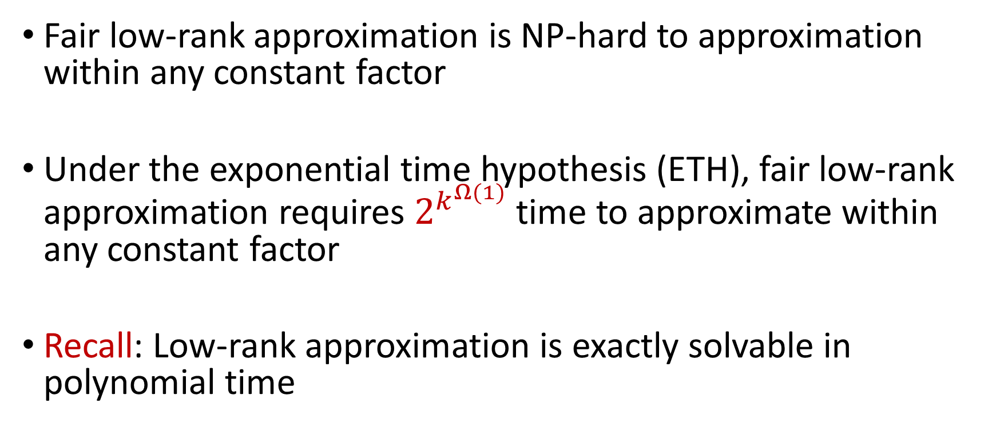 • Fair low-rank approximation is NP-hard to approximation
within any constant factor
• Under the exponential time hypothesis (ETH), fair low-rank
approximation requires $2^{k^{\Omega(1)}}$ time to approximate within
any constant factor
• Recall: Low-rank approximation is exactly solvable in
polynomial time